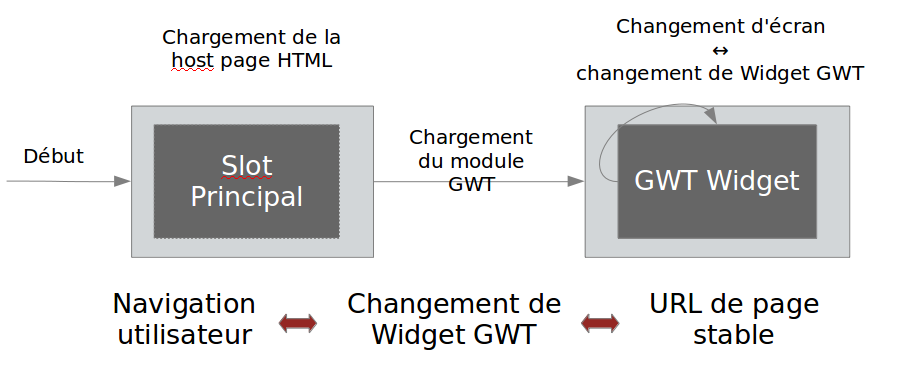 Chargement de la
host page HTML
Changement d'écran
↔
changement de Widget GWT
Début
Slot
Principal
Chargement
du module
GWT
GWT Widget
Navigation
utilisateur
Changement de
Widget GWT
URL de page
stable